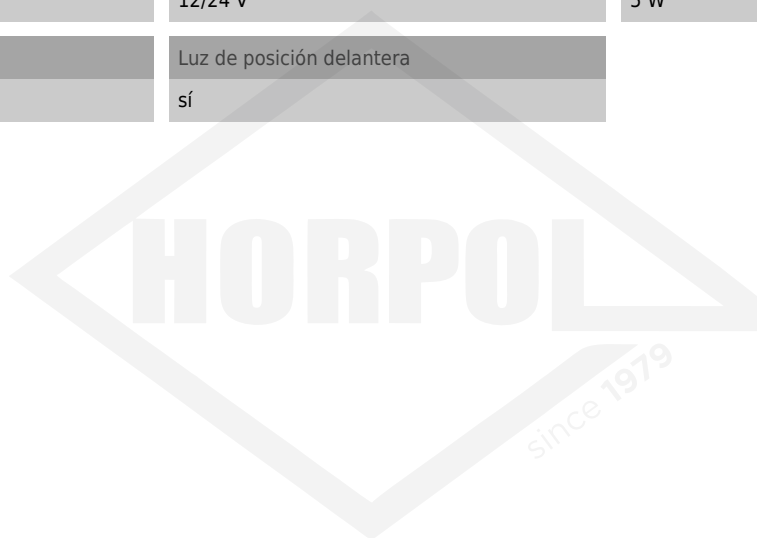 12/24 V
5 W
Luz de posición delantera
sí
HORPOL
since 1979